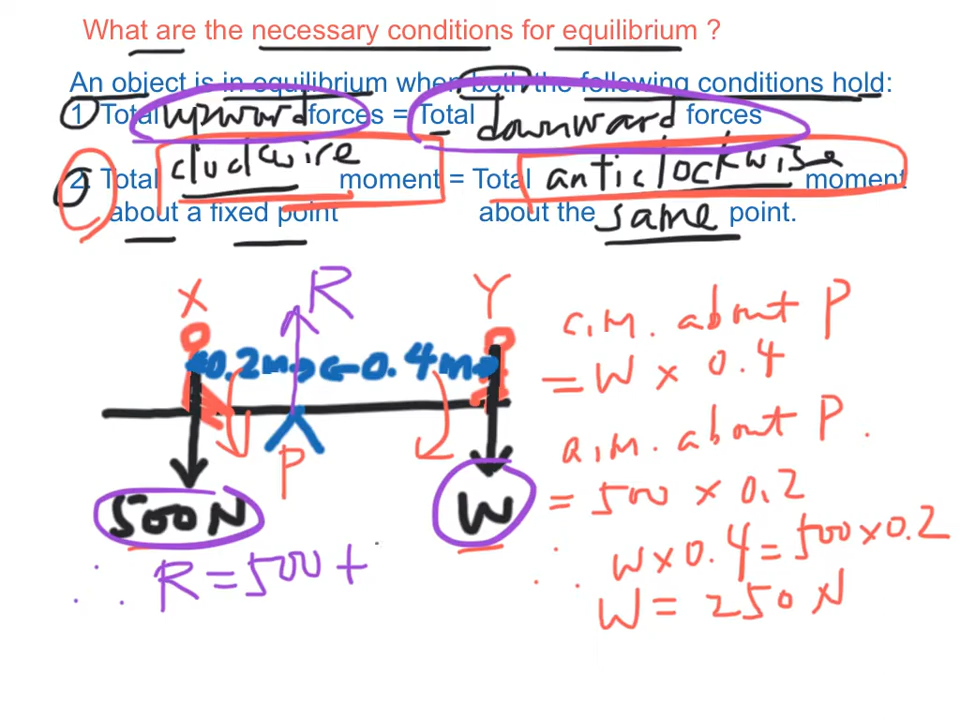 What are the necessary conditions for equilibrium ?
An object is in equilibrium when both the following conditions hold:
1. Total upward forces = Total downward forces
2. Total clockwire moment = Total anticlockwise moment
about a fixed point about the same point.
X R Y
0.2m 0.4m
P
500N W
∴ R = 500 +
C.M. about P
= W × 0.4
a.M. about P.
= 500 × 0.2
∴ W × 0.4 = 500 × 0.2
W = 250 N